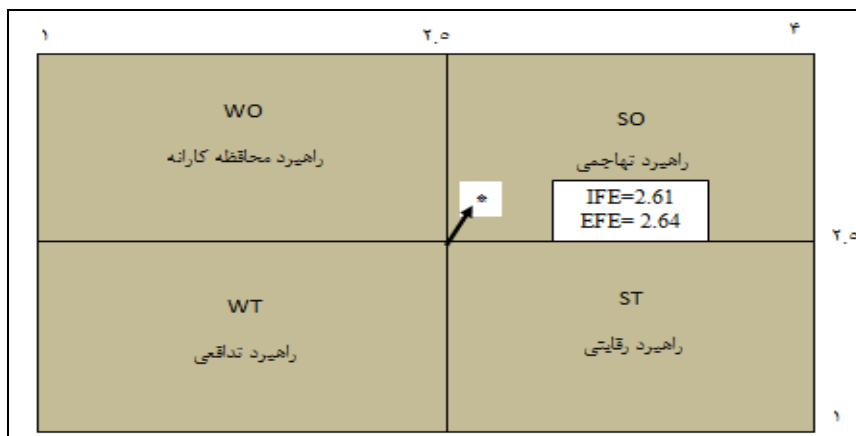 ۱ ۲.۵ ۴
WO
راهبرد محافظه کارانه
SO
راهبرد تهاجمی
*
IFE=2.61
EFE= 2.64
۲.۵
WT
راهبرد تدافعی
ST
راهبرد رقابتی
۱